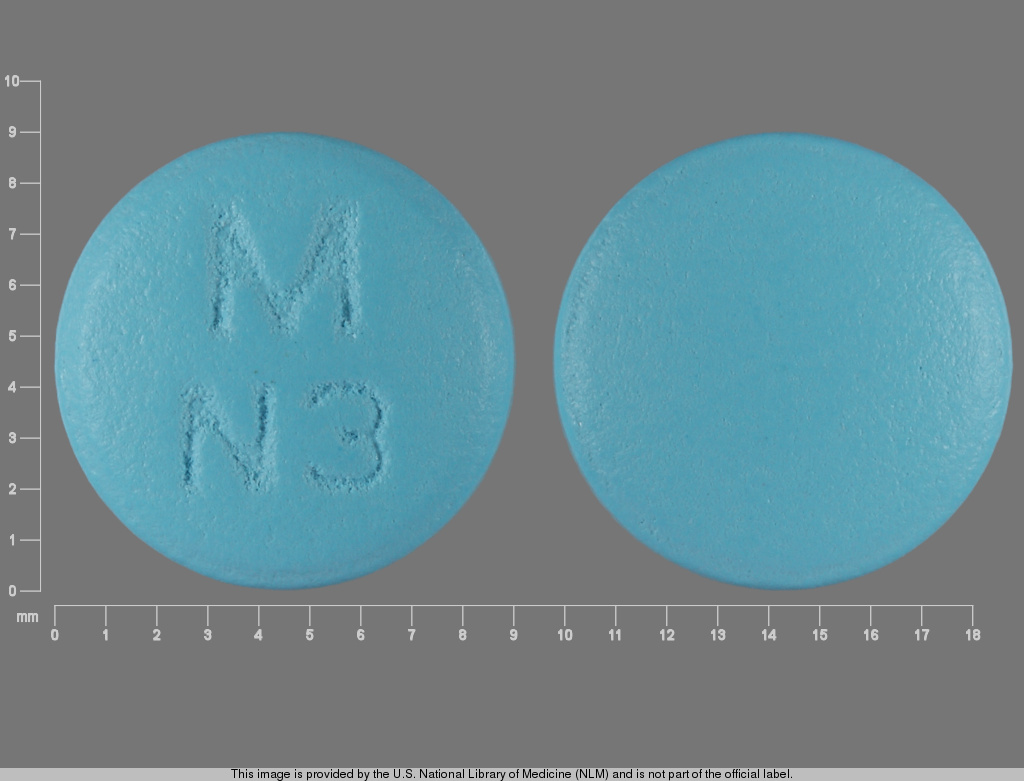 10
9
8
7
6
5
4
3
2
1
0
mm
M
N3
0 1 2 3 4 5 6 7 8 9 10 11 12 13 14 15 16 17 18
This image is provided by the U.S. National Library of Medicine (NLM) and is not part of the official label.